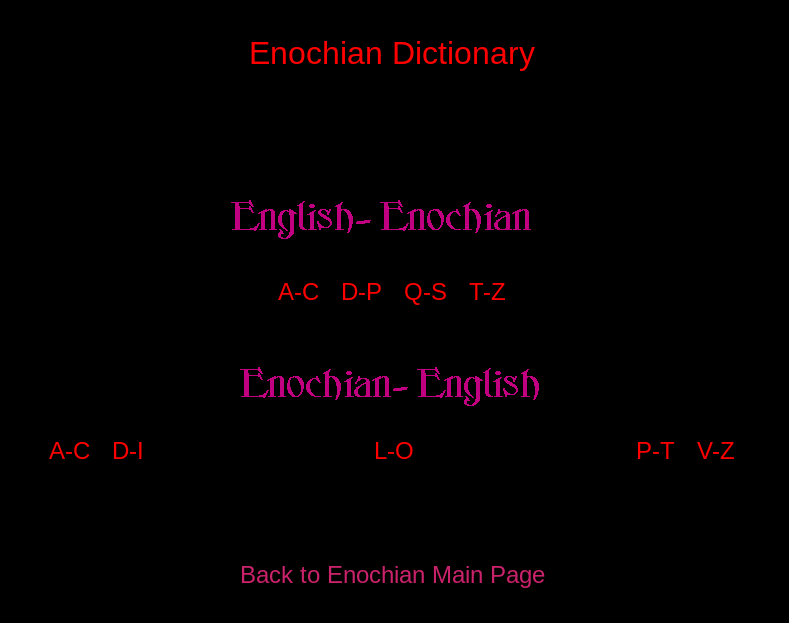 Enochian Dictionary
English- Enochian
A-C D-P Q-S T-Z
Enochian- English
A-C D-I L-O P-T V-Z
Back to Enochian Main Page